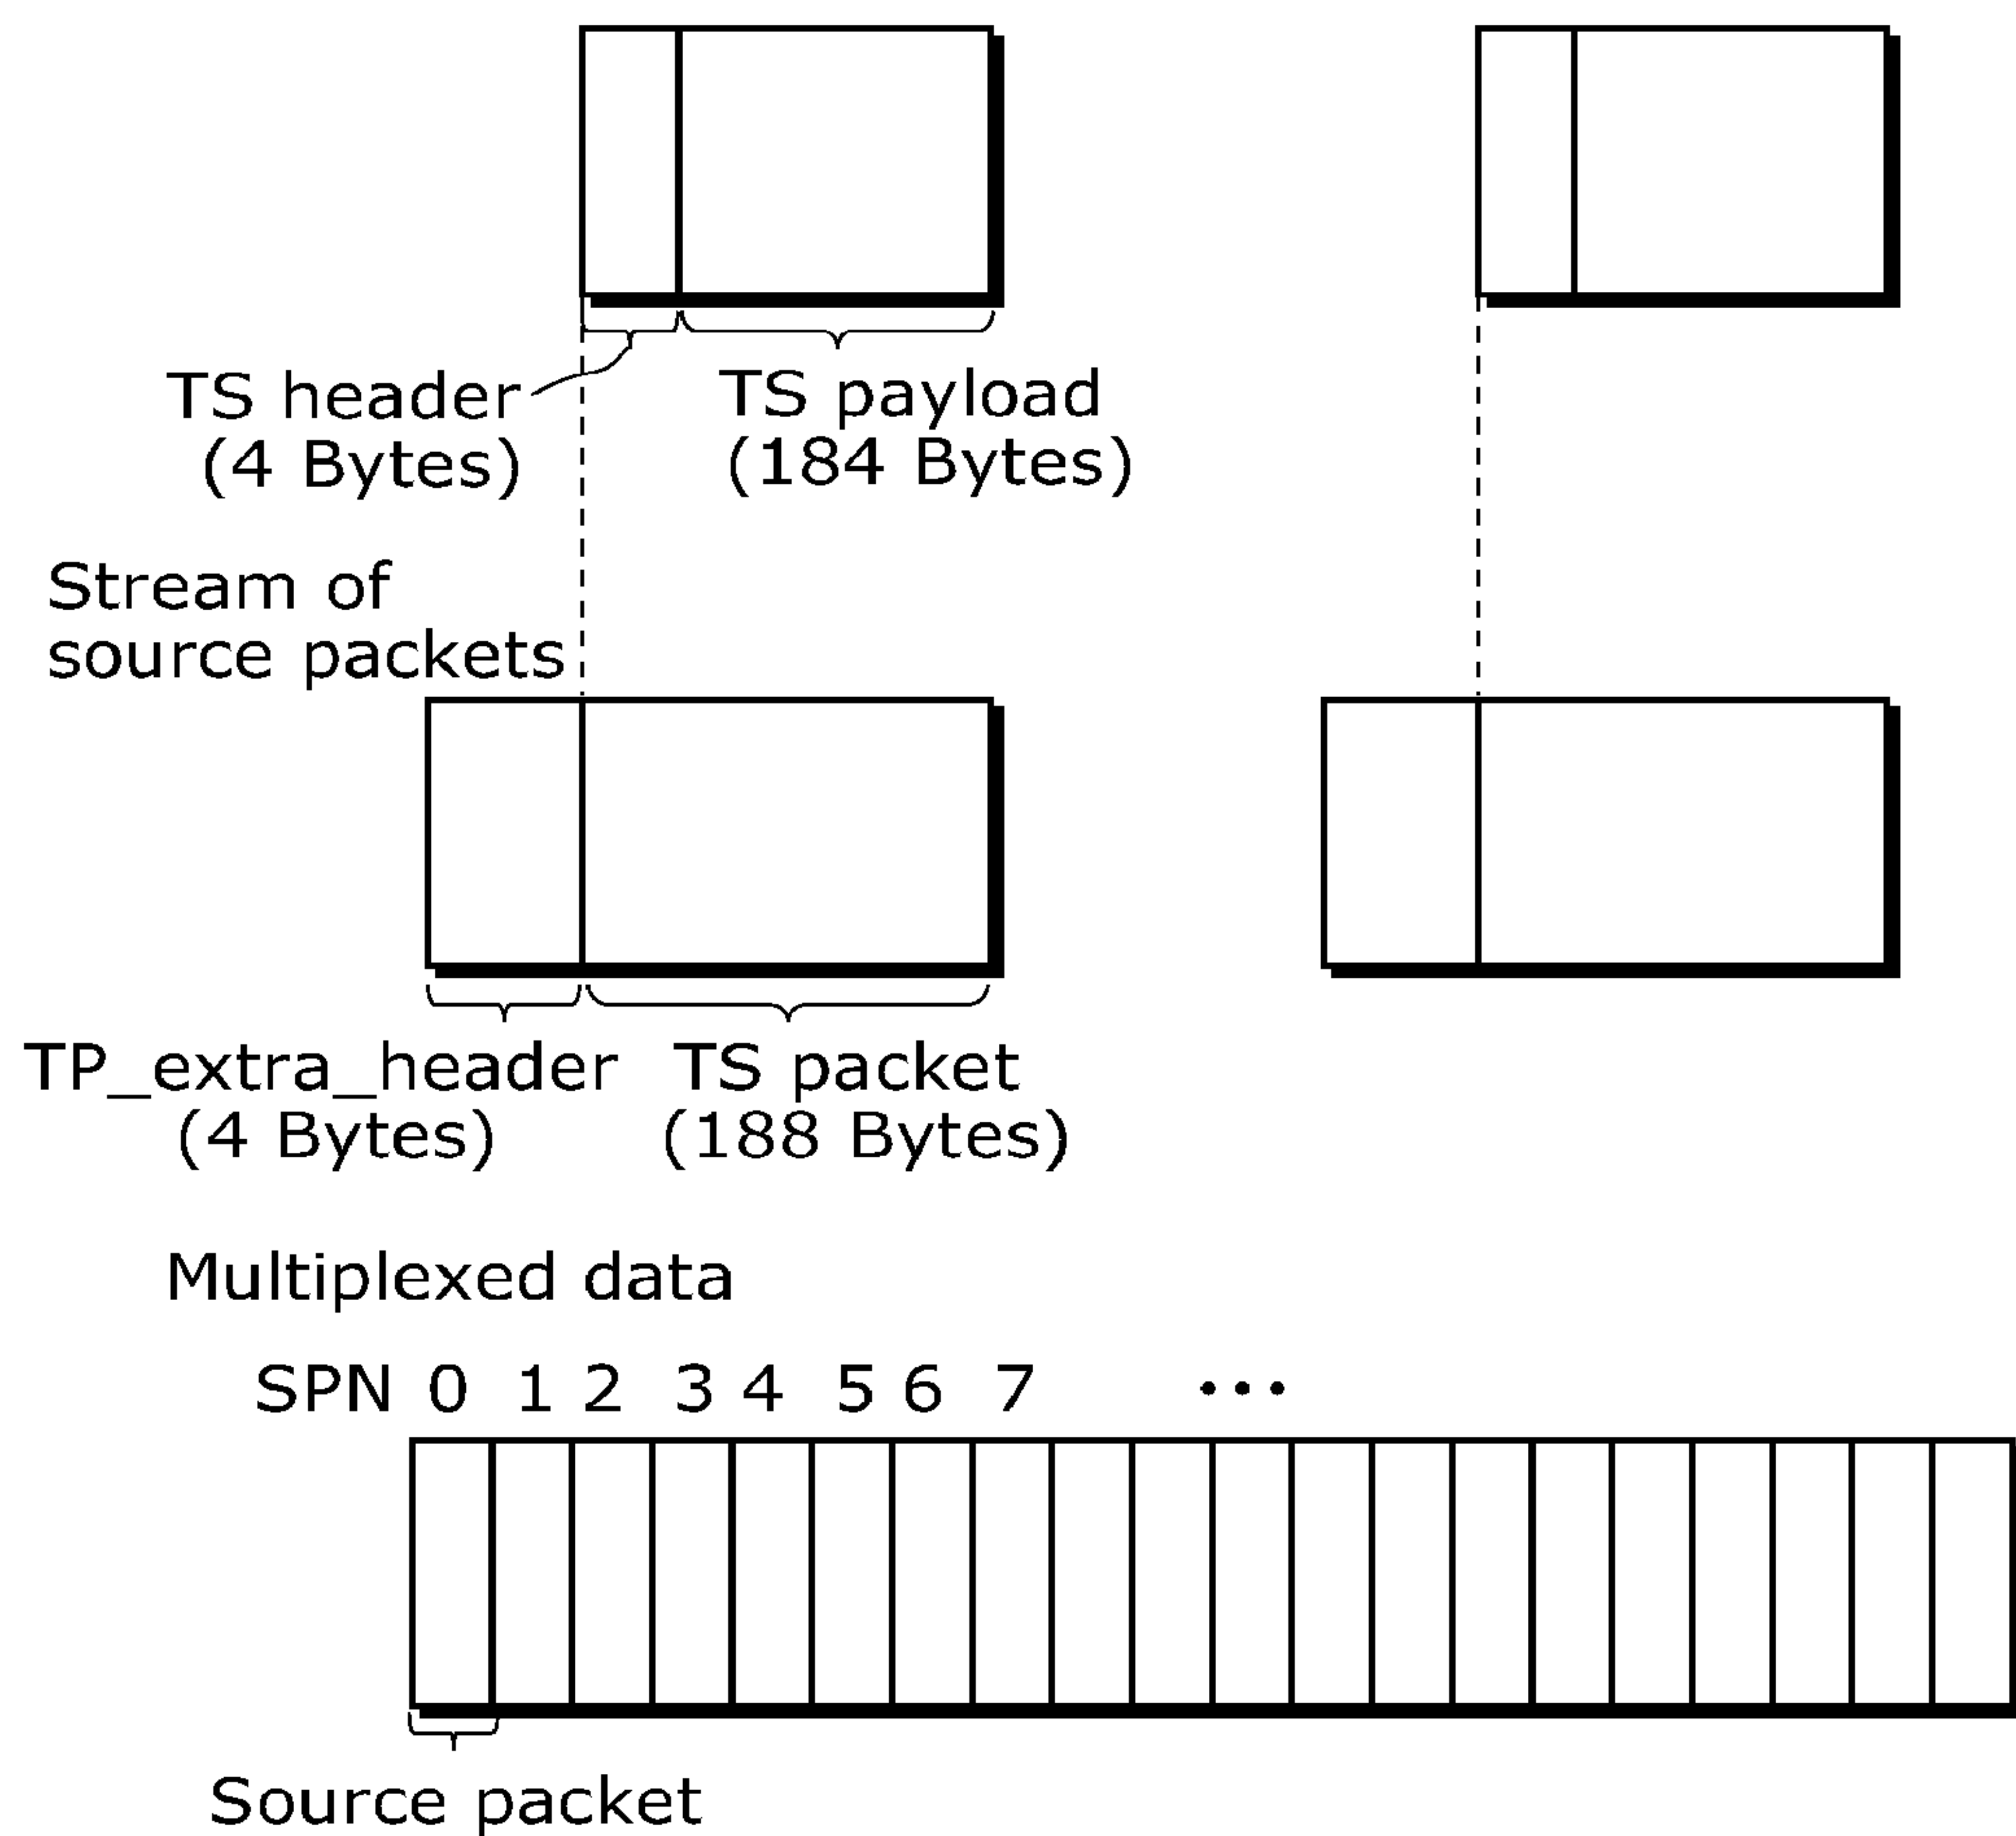 TS header
(4 Bytes)
TS payload
(184 Bytes)
Stream of
source packets
TP_extra_header
(4 Bytes)
TS packet
(188 Bytes)
Multiplexed data
SPN 0 1 2 3 4 5 6 7 •••
Source packet